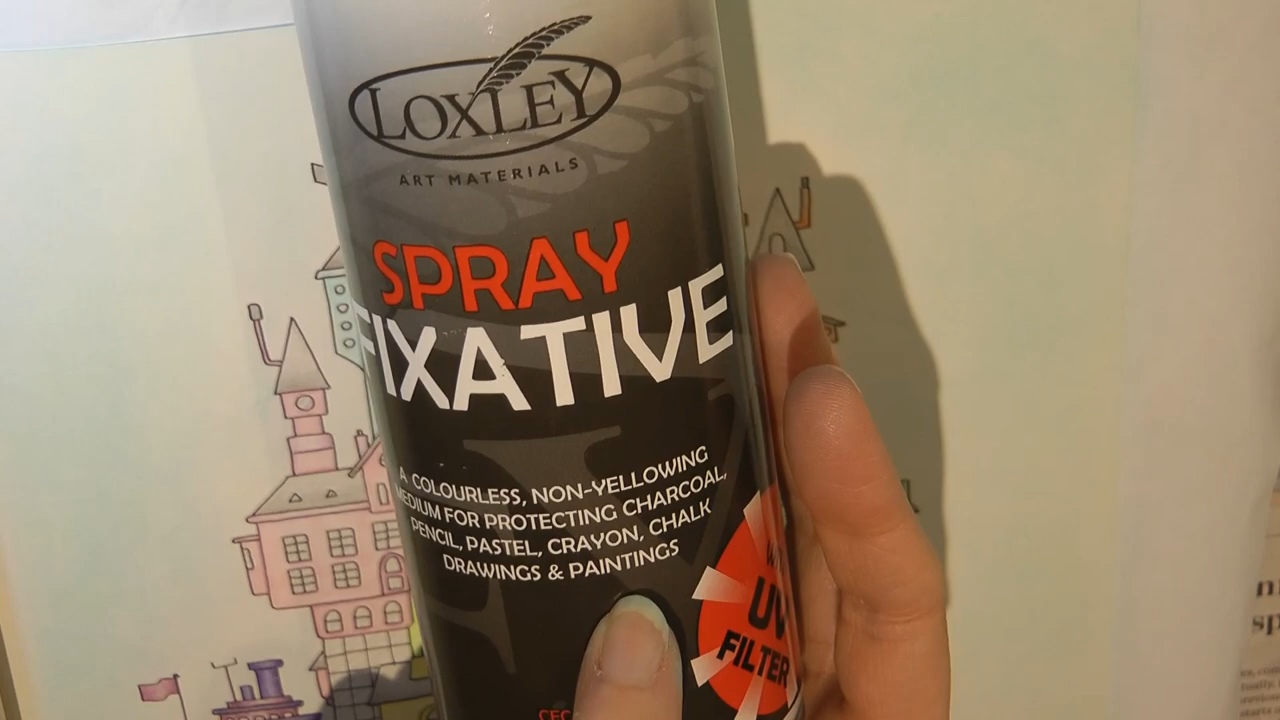 LOXLEY
ART MATERIALS
SPRAY
FIXATIVE
A COLOURLESS, NON-YELLOWING
MEDIUM FOR PROTECTING CHARCOAL,
PENCIL, PASTEL, CRAYON, CHALK
DRAWINGS & PAINTINGS
UV
FILTER
CFC